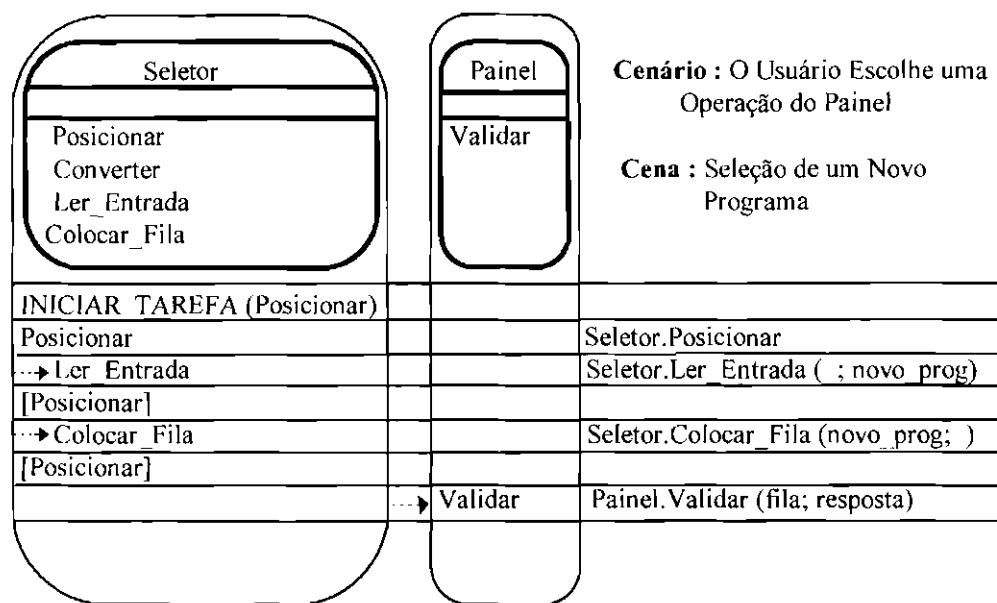 Seletor
Posicionar
Converter
Ler_Entrada
Colocar_Fila
Painel
Validar
Cenário : O Usuário Escolhe uma
Operação do Painel
Cena : Seleção de um Novo
Programa
INICIAR_TAREFA (Posicionar)
Posicionar Seletor.Posicionar
Ler_Entrada Seletor.Ler_Entrada ( ; novo_prog)
[Posicionar]
Colocar_Fila Seletor.Colocar_Fila (novo_prog; )
[Posicionar]
Validar Painel.Validar (fila; resposta)